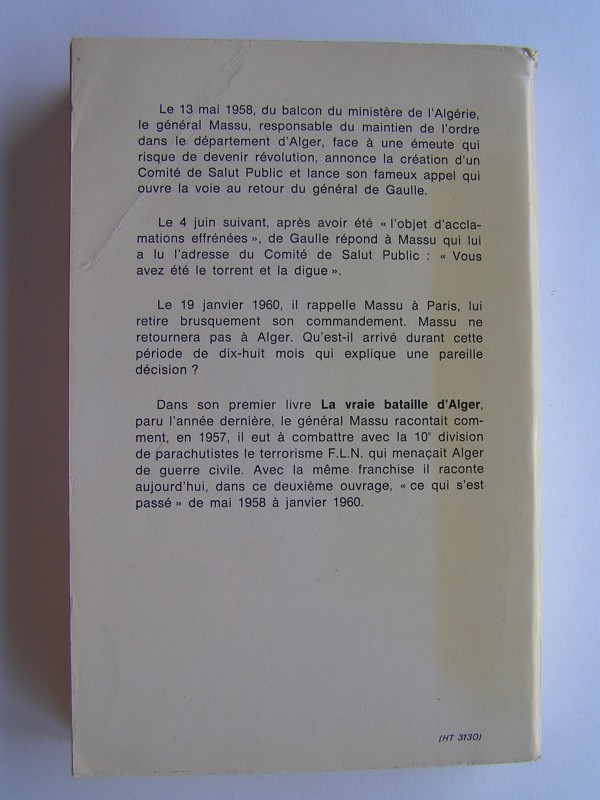 Le 13 mai 1958, du balcon du ministère de l'Algérie,
le général Massu, responsable du maintien de l'ordre
dans le département d'Alger, face à une émeute qui
risque de devenir révolution, annonce la création d'un
Comité de Salut Public et lance son fameux appel qui
ouvre la voie au retour du général de Gaulle.
Le 4 juin suivant, après avoir été « l'objet d'accla-
mations effrénées », de Gaulle répond à Massu qui lui
a lu l'adresse du Comité de Salut Public : « Vous
avez été le torrent et la digue ».
Le 19 janvier 1960, il rappelle Massu à Paris, lui
retire brusquement son commandement. Massu ne
retournera pas à Alger. Qu'est-il arrivé durant cette
période de dix-huit mois qui explique une pareille
décision ?
Dans son premier livre La vraie bataille d'Alger,
paru l'année dernière, le général Massu racontait com-
ment, en 1957, il eut à combattre avec la 10e division
de parachutistes le terrorisme F.L.N. qui menaçait Alger
de guerre civile. Avec la même franchise il raconte
aujourd'hui, dans ce deuxième ouvrage, « ce qui s'est
passé » de mai 1958 à janvier 1960.
(HT 3130)